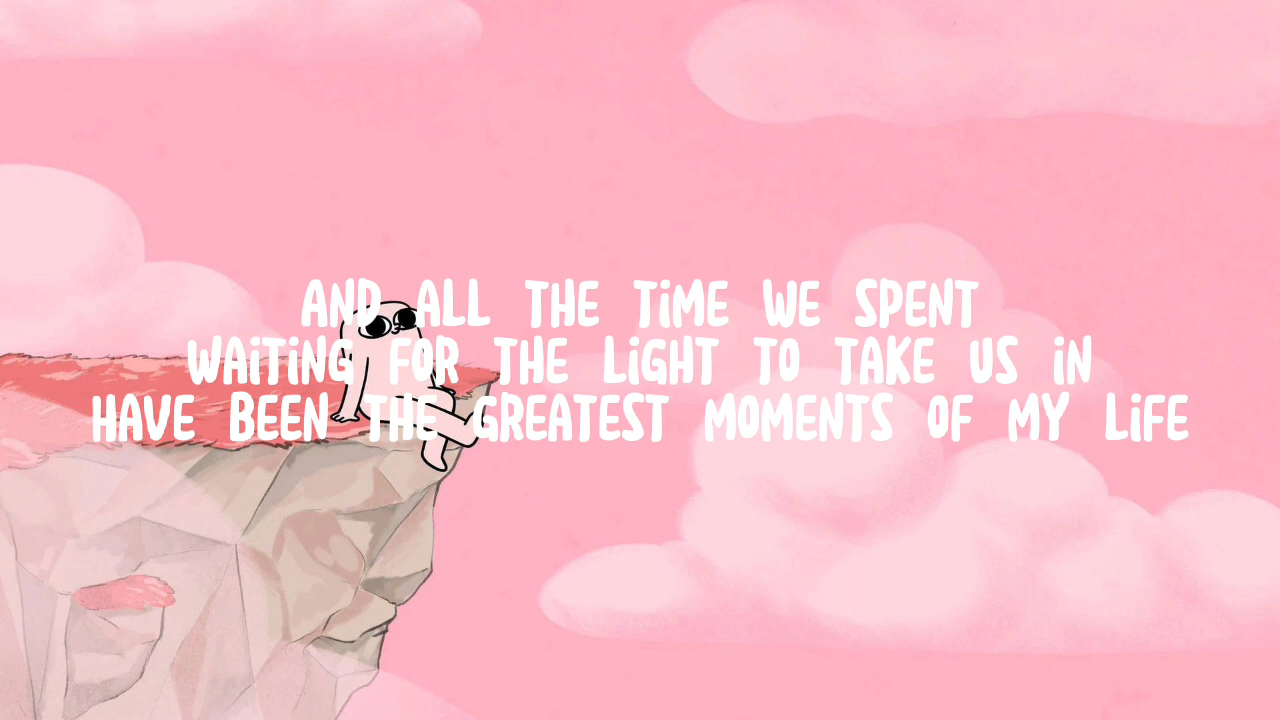 AND ALL THE TiME WE SPENT
WAiTiNG FOR THE LiGHT TO TAKE US iN
HAVE BEEN THE GREATEST MOMENTS OF MY LiFE